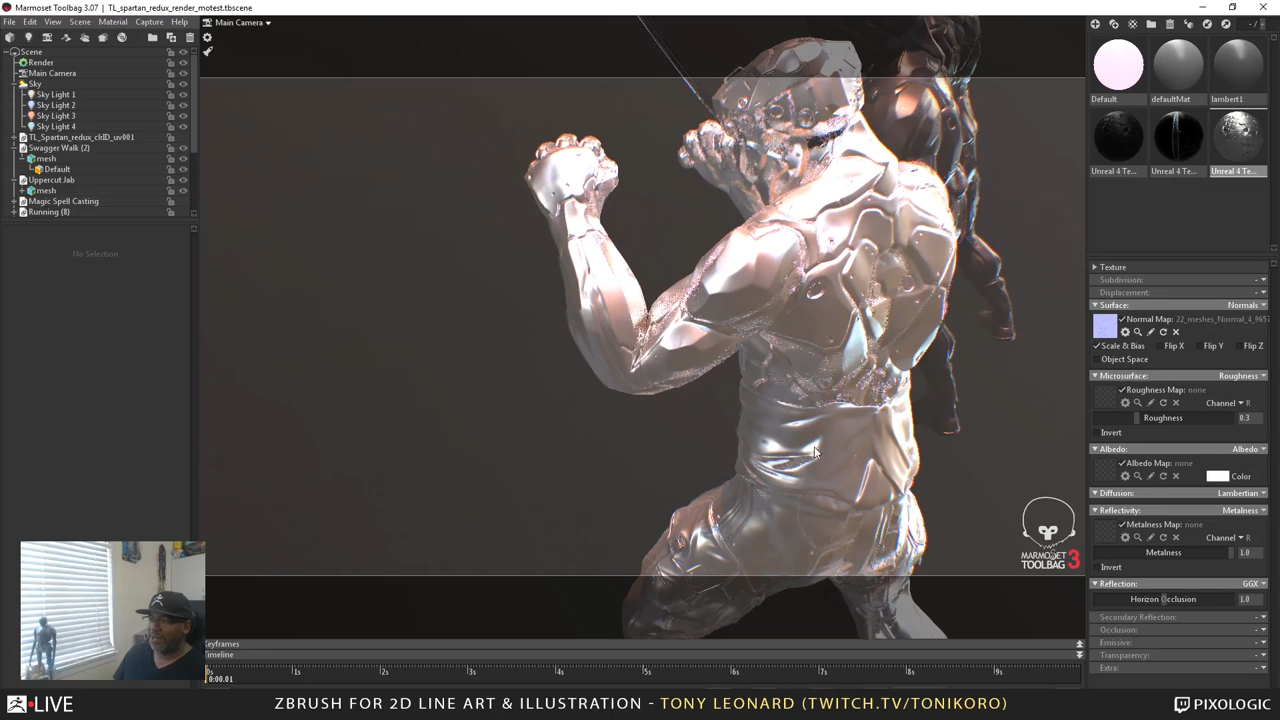 Marmoset Toolbag 3.07 | TL_spartan_redux_render_motest.tbscene
File Edit View Scene Material Capture Help
Main Camera
Scene
Render
Main Camera
Sky
Sky Light 1
Sky Light 2
Sky Light 3
Sky Light 4
TL_Spartan_redux_clrID_uv001
Swagger Walk (2)
mesh
Default
Uppercut Jab
mesh
Magic Spell Casting
Running (8)
No Selection
Default defaultMat lambert1
Unreal 4 Te... Unreal 4 Te... Unreal 4 Te...
Texture
Subdivision: -
Displacement: -
Surface: Normals
Normal Map: 22_meshes_Normal_4_9657
Scale & Bias Flip X Flip Y Flip Z
Object Space
Microsurface: Roughness
Roughness Map: none
Channel R
Roughness 0.3
Invert
Albedo: Albedo
Albedo Map: none
Color
Diffusion: Lambertian
Reflectivity: Metalness
Metalness Map: none
Channel R
Metalness 1.0
Invert
Reflection: GGX
Horizon Occlusion 1.0
Secondary Reflection: -
Occlusion: -
Emissive: -
Transparency: -
Extra: -
MARMOSET
TOOLBAG 3
Keyframes
Timeline
0s 1s 2s 3s 4s 5s 6s 7s 8s 9s
0:00.01
LIVE
ZBRUSH FOR 2D LINE ART & ILLUSTRATION - TONY LEONARD (TWITCH.TV/TONIKORO)
PIXOLOGIC